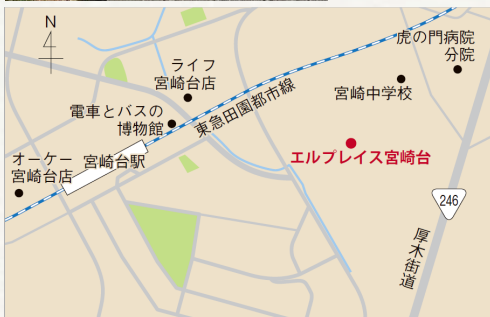 N
虎の門病院
分院
ライフ
宮崎台店
宮崎中学校
電車とバスの
博物館
東急田園都市線
オーケー
宮崎台店
宮崎台駅
エルプレイス宮崎台
246
厚木街道